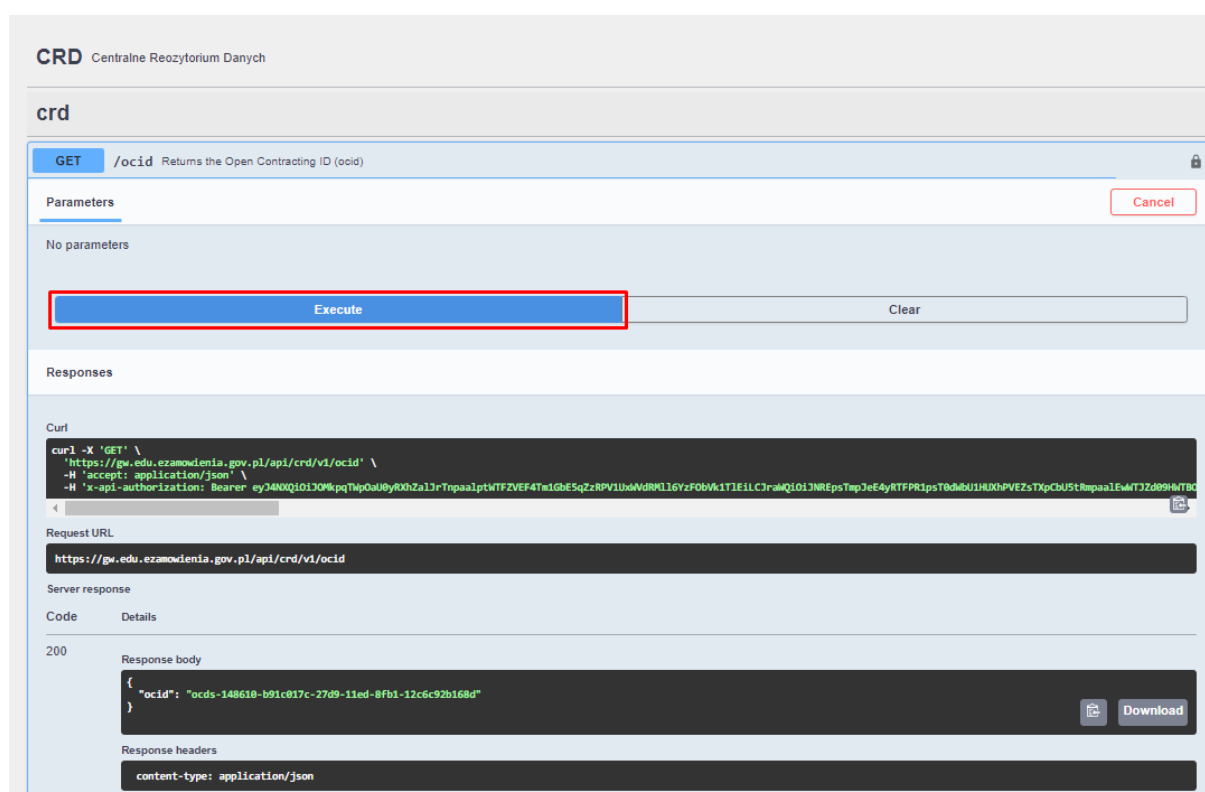 CRD Centralne Reozytorium Danych
crd
GET /ocid Returns the Open Contracting ID (ocid)
Parameters Cancel
No parameters
Execute Clear
Responses
Curl
curl -X 'GET' \
'https://gw.edu.ezamowienia.gov.pl/api/crd/v1/ocid' \
-H 'accept: application/json' \
-H 'x-api-authorization: Bearer
Request URL
https://gw.edu.ezamowienia.gov.pl/api/crd/v1/ocid
Server response
Code Details
200
Response body
{
"ocid": "ocds-148610-b91c017c-27d9-11ed-8fb1-12c6c92b168d"
}
Download
Response headers
content-type: application/json